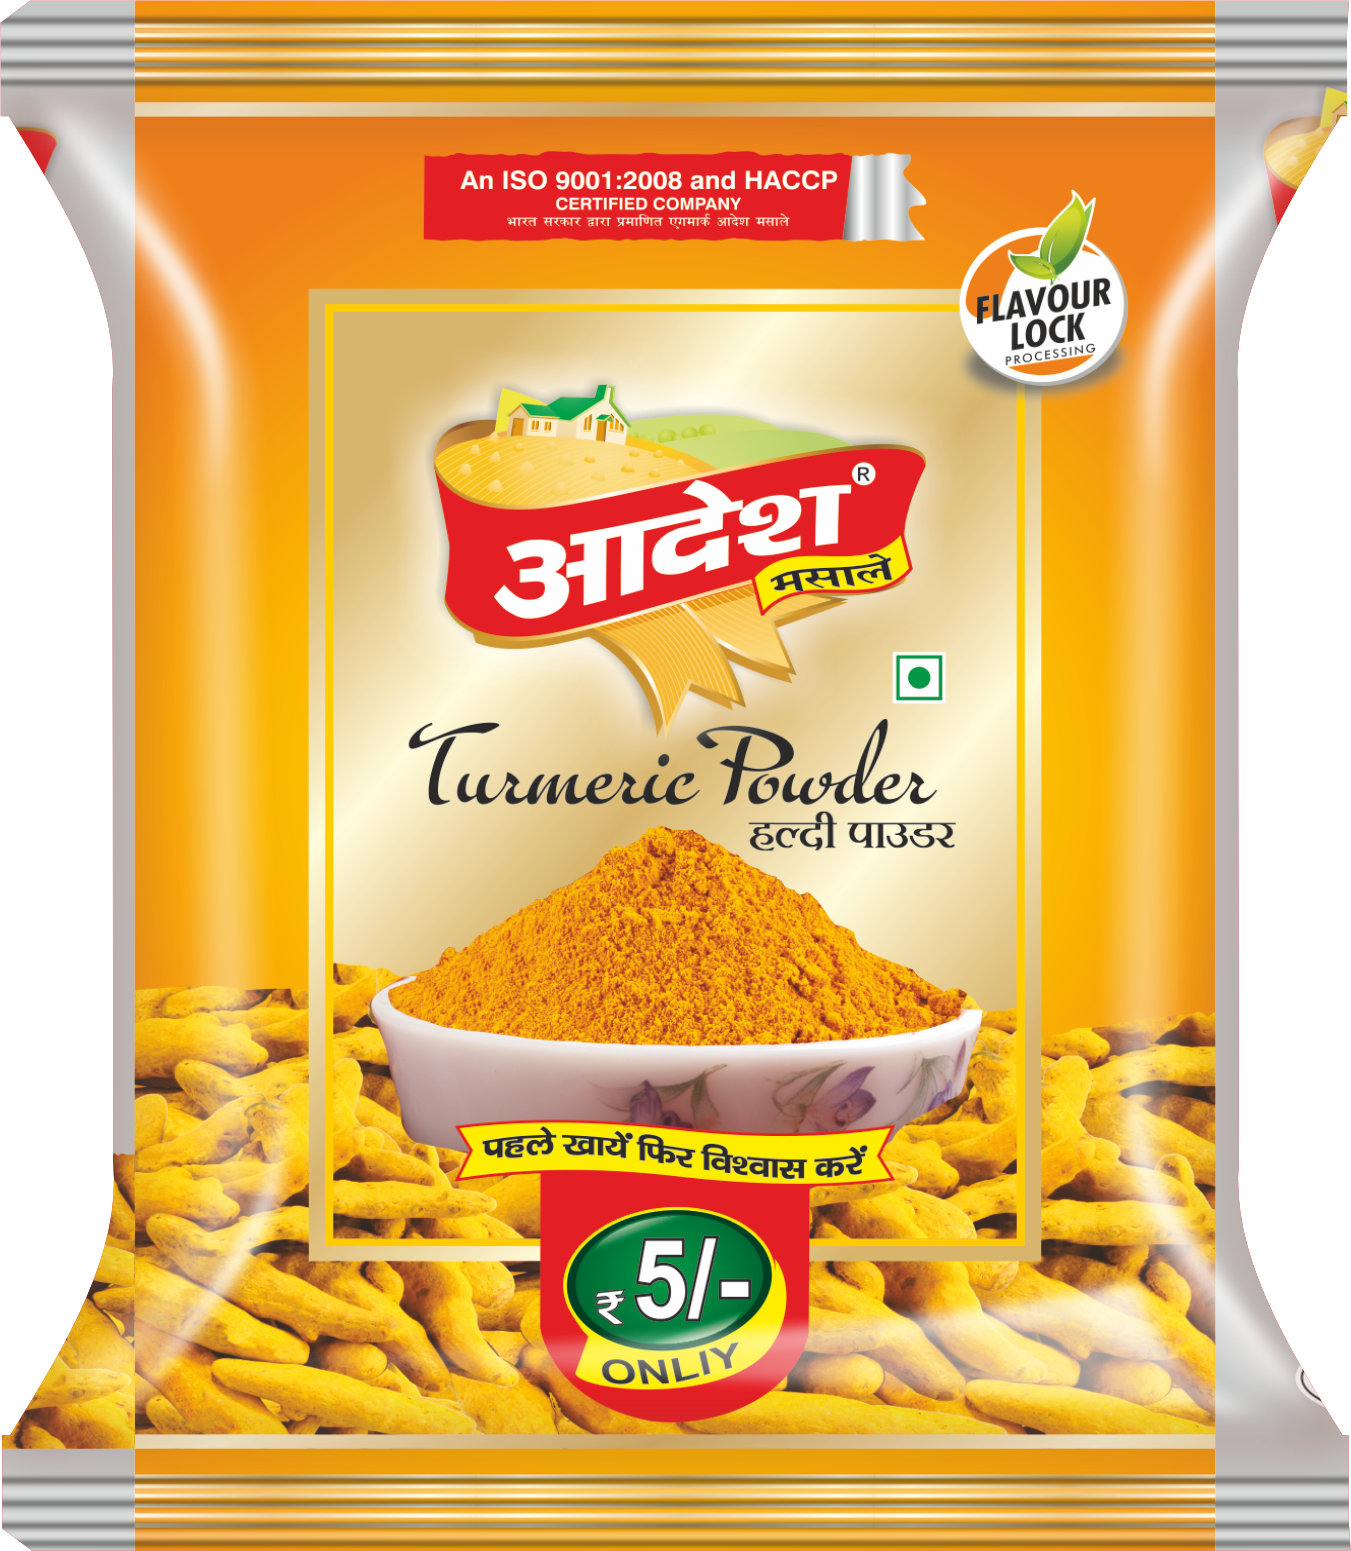 An ISO 9001:2008 and HACCP
CERTIFIED COMPANY
भारत सरकार द्वारा प्रमाणित एगमार्क आदेश मसाले
FLAVOUR
LOCK
PROCESSING
आदेश®
मसाले
Turmeric Powder
हल्दी पाउडर
पहले खायें फिर विश्वास करें
₹ 5/-
ONLIY